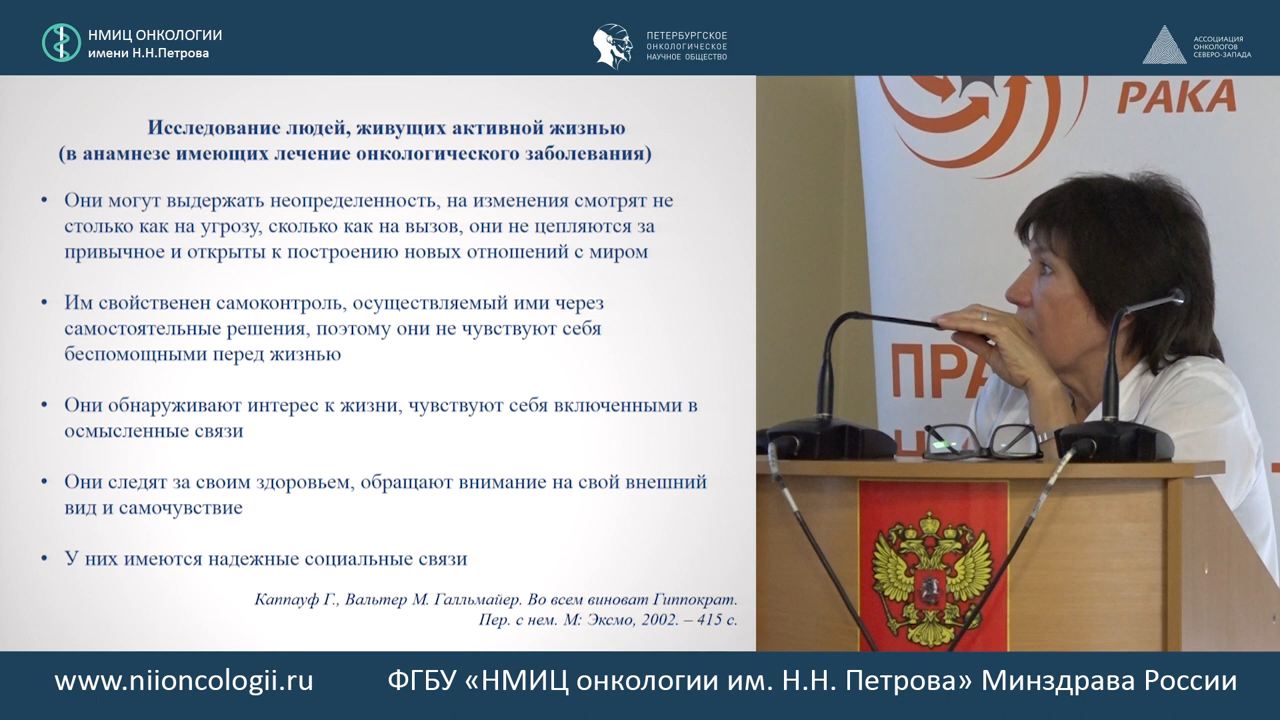 НМИЦ ОНКОЛОГИИ
имени Н.Н.Петрова
ПЕТЕРБУРГСКОЕ
ОНКОЛОГИЧЕСКОЕ
НАУЧНОЕ ОБЩЕСТВО
АССОЦИАЦИЯ
ОНКОЛОГОВ
СЕВЕРО-ЗАПАДА
Исследование людей, живущих активной жизнью
(в анамнезе имеющих лечение онкологического заболевания)
• Они могут выдержать неопределенность, на изменения смотрят не
столько как на угрозу, сколько как на вызов, они не цепляются за
привычное и открыты к построению новых отношений с миром
• Им свойственен самоконтроль, осуществляемый ими через
самостоятельные решения, поэтому они не чувствуют себя
беспомощными перед жизнью
• Они обнаруживают интерес к жизни, чувствуют себя включенными в
осмысленные связи
• Они следят за своим здоровьем, обращают внимание на свой внешний
вид и самочувствие
• У них имеются надежные социальные связи
Каппауф Г., Вальтер М. Галльмайер. Во всем виноват Гиппократ.
Пер. с нем. М: Эксмо, 2002. – 415 с.
РАКА
ПРА
www.niioncologii.ru
ФГБУ «НМИЦ онкологии им. Н.Н. Петрова» Минздрава России